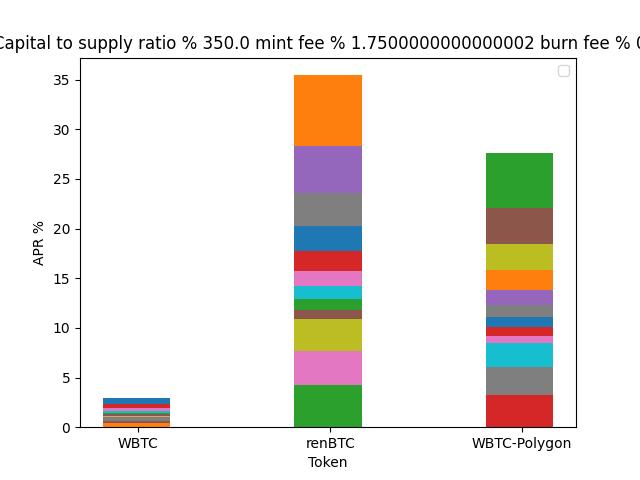 Capital to supply ratio % 350.0 mint fee % 1.7500000000000002 burn fee % 0
APR %
35
30
25
20
15
10
5
0
WBTC renBTC WBTC-Polygon
Token